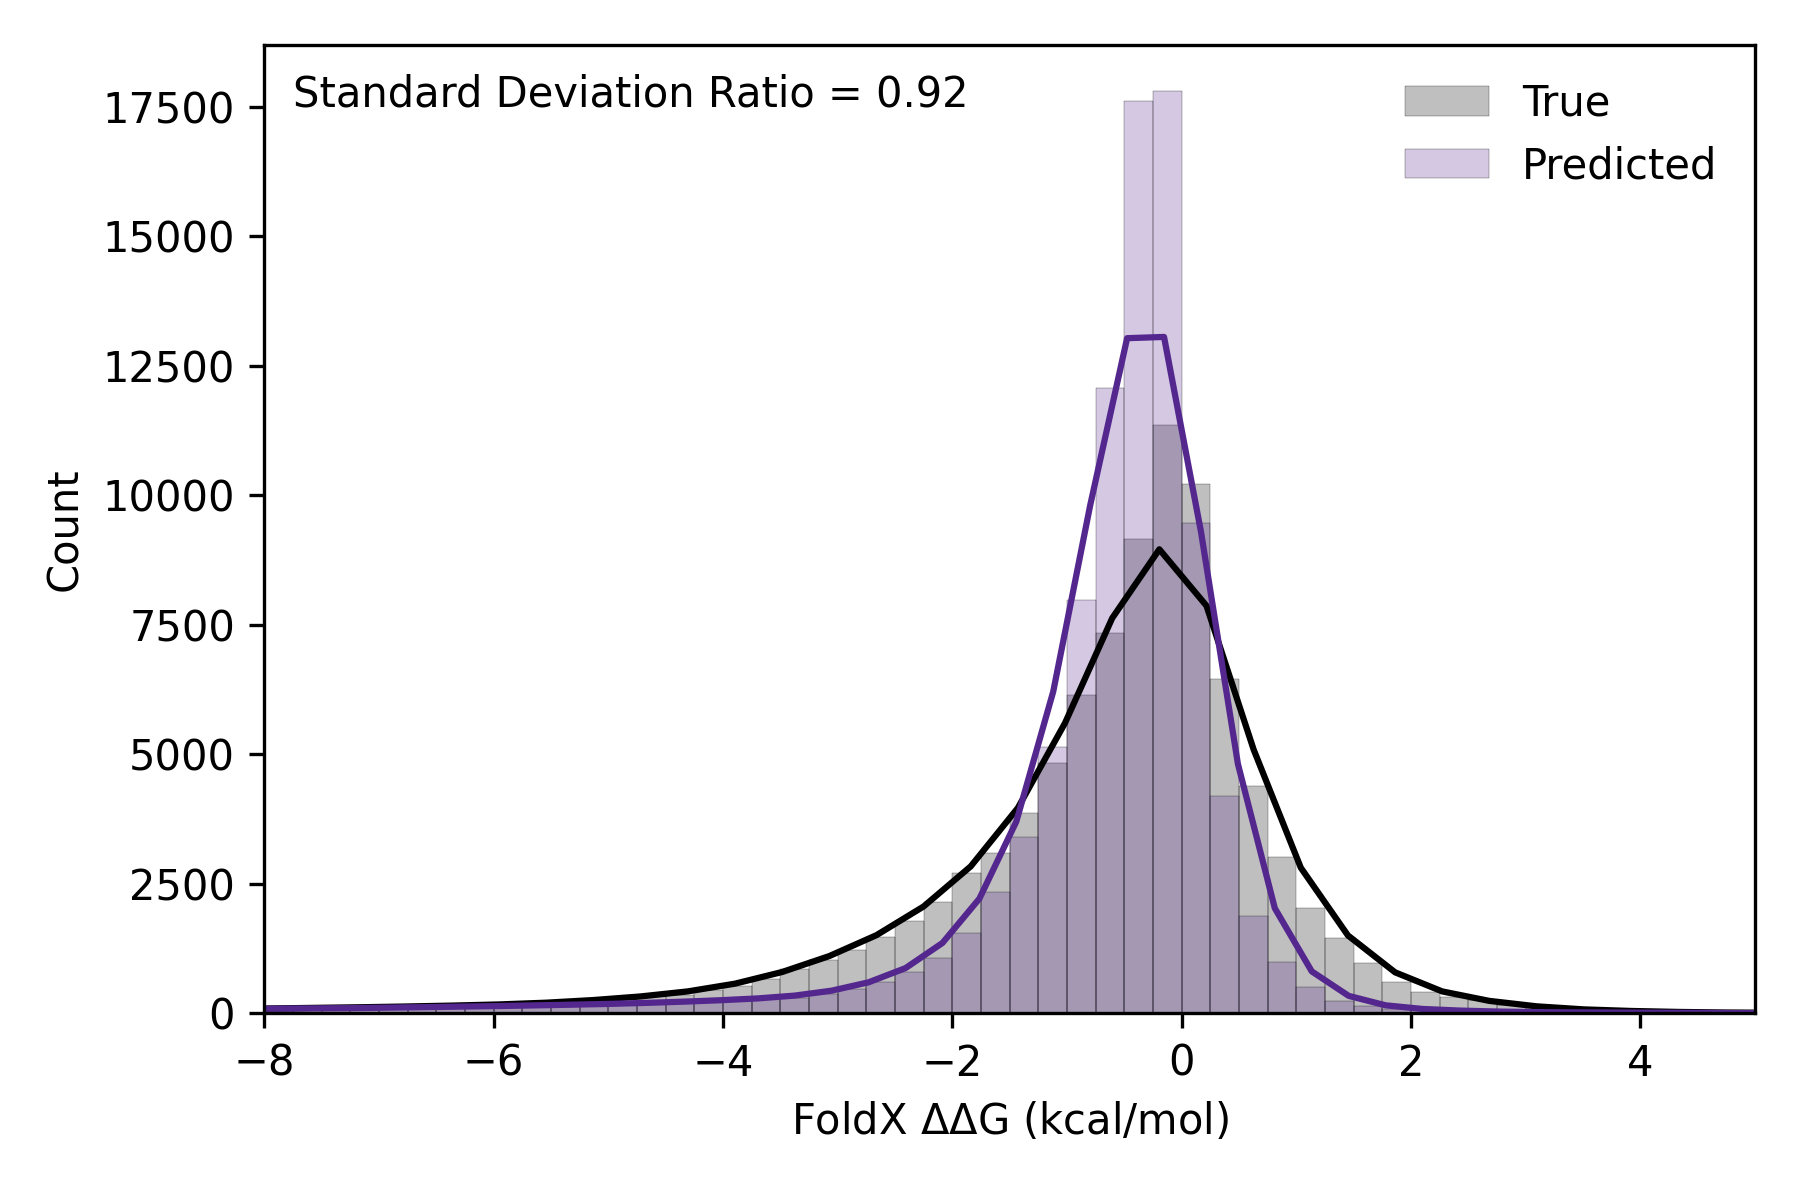 Standard Deviation Ratio = 0.92
True
Predicted
17500
15000
12500
10000
7500
5000
2500
0
Count
−8 −6 −4 −2 0 2 4
FoldX ΔΔG (kcal/mol)